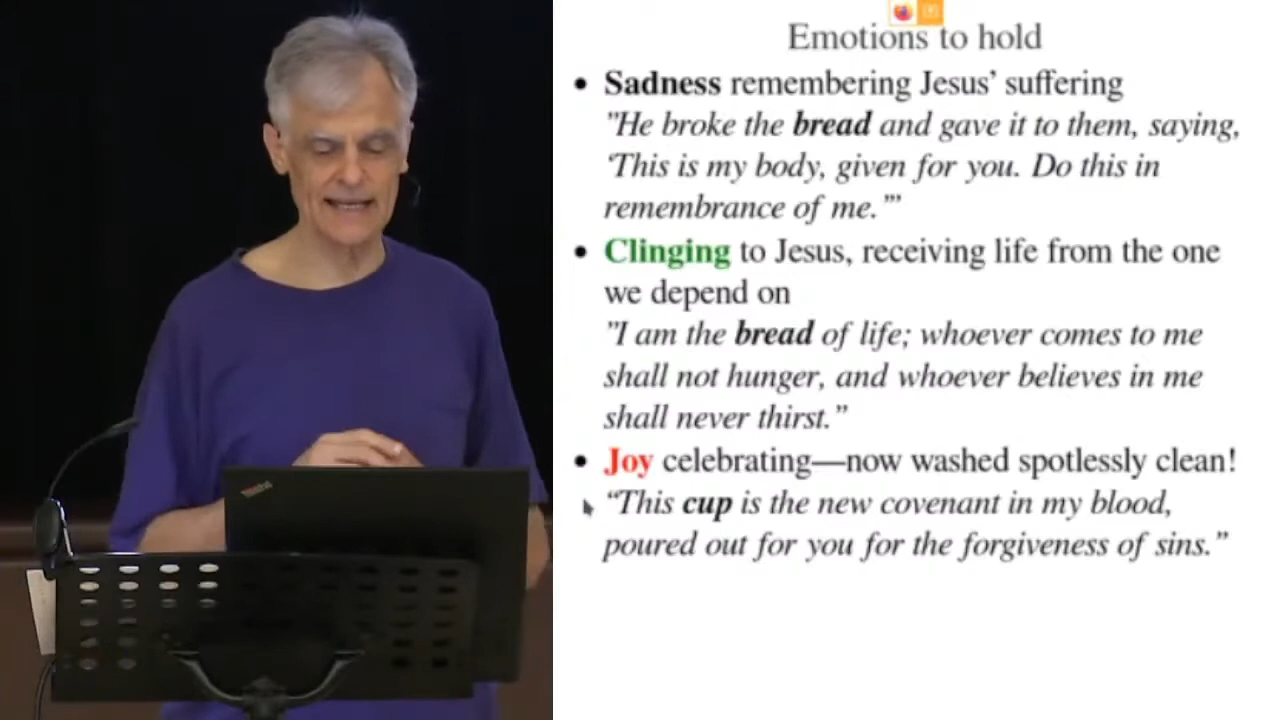 Emotions to hold
• Sadness remembering Jesus’ suffering
”He broke the bread and gave it to them, saying,
‘This is my body, given for you. Do this in
remembrance of me.’”
• Clinging to Jesus, receiving life from the one
we depend on
”I am the bread of life; whoever comes to me
shall not hunger, and whoever believes in me
shall never thirst.”
• Joy celebrating—now washed spotlessly clean!
“This cup is the new covenant in my blood,
poured out for you for the forgiveness of sins.”